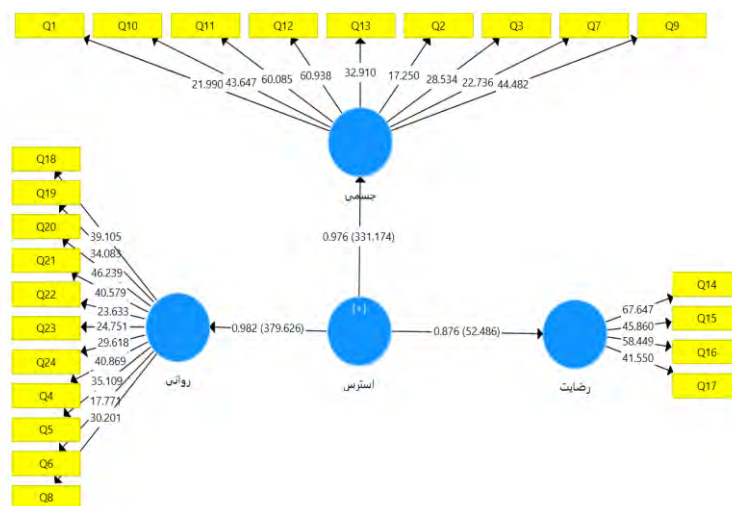 Q1 Q10 Q11 Q12 Q13 Q2 Q3 Q7 Q9
21.990 43.647 60.085 60.938 32.910 17.250 28.534 22.736 44.482
جسمی
0.976 (331.174)
Q18
Q19
Q20
Q21
Q22
Q23
Q24
Q4
Q5
Q6
Q8
39.105
34.083
46.239
40.579
23.633
24.751
29.618
40.869
35.109
17.771
30.201
روانی
0.982 (379.626)
[+]
استرس
0.876 (52.486)
رضایت
67.647
45.860
58.449
41.550
Q14
Q15
Q16
Q17